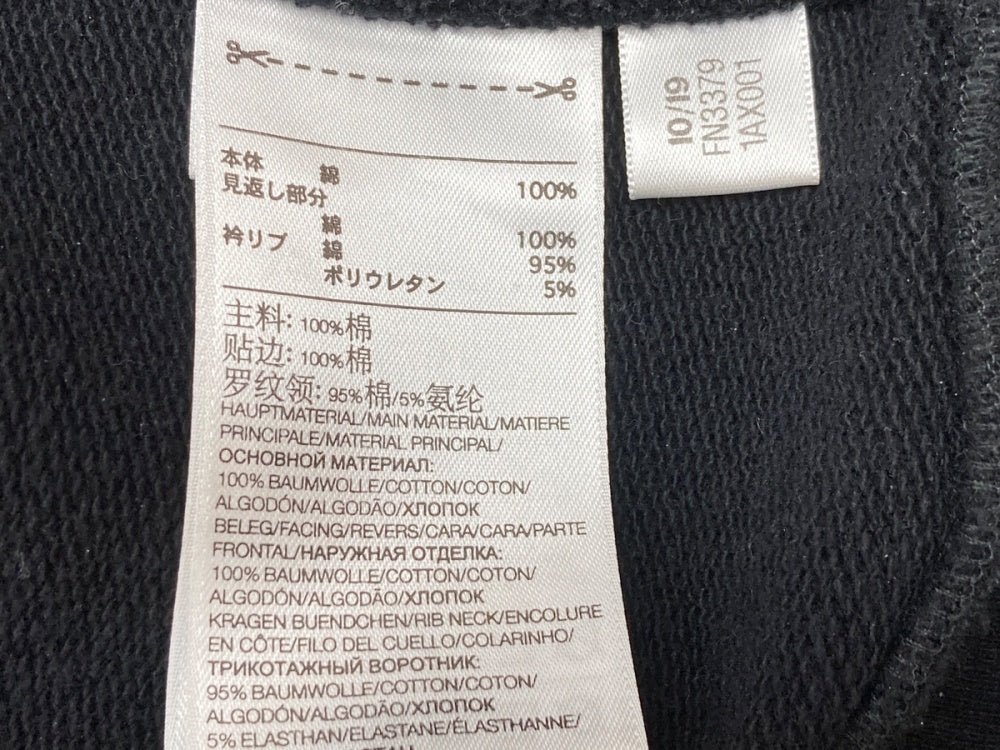 本体 綿 100%
見返し部分
綿 100%
衿リブ 綿 95%
ポリウレタン 5%
主料: 100%棉
贴边: 100%棉
罗纹领: 95%棉/5%氨纶
HAUPTMATERIAL/MAIN MATERIAL/MATIERE
PRINCIPALE/MATERIAL PRINCIPAL/
ОСНОВНОЙ МАТЕРИАЛ:
100% BAUMWOLLE/COTTON/COTON/
ALGODÓN/ALGODÃO/ХЛОПОК
BELEG/FACING/REVERS/CARA/CARA/PARTE
FRONTAL/НАРУЖНАЯ ОТДЕЛКА:
100% BAUMWOLLE/COTTON/COTON/
ALGODÓN/ALGODÃO/ХЛОПОК
KRAGEN BUENDCHEN/RIB NECK/ENCOLURE
EN CÔTE/FILO DEL CUELLO/COLARINHO/
ТРИКОТАЖНЫЙ ВОРОТНИК:
95% BAUMWOLLE/COTTON/COTON/
ALGODÓN/ALGODÃO/ХЛОПОК
5% ELASTHAN/ELASTANE/ÉLASTHANNE/
10/19
FN3379
1AX001